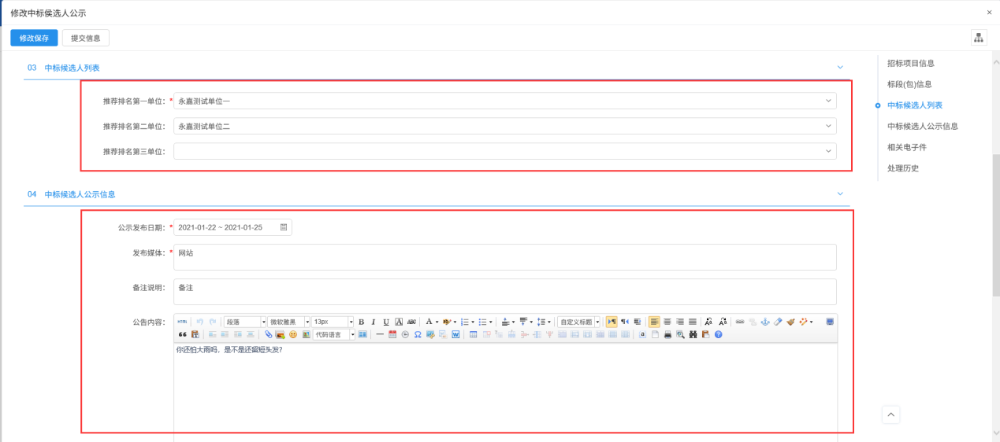 修改中标侯选人公示
×
修改保存 提交信息
03 中标候选人列表
推荐排名第一单位： * 永嘉测试单位一
推荐排名第二单位： 永嘉测试单位二
推荐排名第三单位：
04 中标候选人公示信息
公示发布日期： * 2021-01-22 ~ 2021-01-25
发布媒体： * 网站
备注说明： 备注
公告内容：
HTML 段落 微软雅黑 13px B I U A ABC A 自定义标题
代码语言
你还怕大雨吗，是不是还留短头发？
招标项目信息
标段(包)信息
中标候选人列表
中标候选人公示信息
相关电子件
处理历史